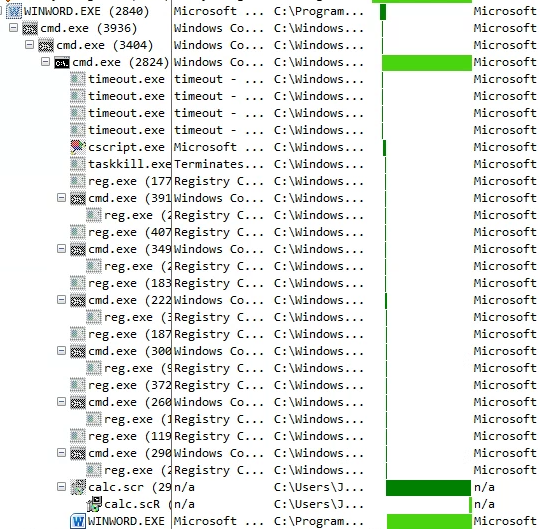 WINWORD.EXE (2840) Microsoft ... C:\Program... Microsoft
cmd.exe (3936) Windows Co... C:\Windows... Microsoft
cmd.exe (3404) Windows Co... C:\Windows... Microsoft
cmd.exe (2824) Windows Co... C:\Windows... Microsoft
timeout.exe timeout - ... C:\Windows... Microsoft
timeout.exe timeout - ... C:\Windows... Microsoft
timeout.exe timeout - ... C:\Windows... Microsoft
timeout.exe timeout - ... C:\Windows... Microsoft
cscript.exe Microsoft ... C:\Windows... Microsoft
taskkill.exe Terminates... C:\Windows... Microsoft
reg.exe (177 Registry C... C:\Windows... Microsoft
cmd.exe (391 Windows Co... C:\Windows... Microsoft
reg.exe (2 Registry C... C:\Windows... Microsoft
reg.exe (407 Registry C... C:\Windows... Microsoft
cmd.exe (349 Windows Co... C:\Windows... Microsoft
reg.exe (2 Registry C... C:\Windows... Microsoft
reg.exe (183 Registry C... C:\Windows... Microsoft
cmd.exe (222 Windows Co... C:\Windows... Microsoft
reg.exe (3 Registry C... C:\Windows... Microsoft
reg.exe (187 Registry C... C:\Windows... Microsoft
cmd.exe (300 Windows Co... C:\Windows... Microsoft
reg.exe (9 Registry C... C:\Windows... Microsoft
reg.exe (372 Registry C... C:\Windows... Microsoft
cmd.exe (260 Windows Co... C:\Windows... Microsoft
reg.exe (1 Registry C... C:\Windows... Microsoft
reg.exe (119 Registry C... C:\Windows... Microsoft
cmd.exe (290 Windows Co... C:\Windows... Microsoft
reg.exe (2 Registry C... C:\Windows... Microsoft
calc.scr (29 n/a C:\Users\J... n/a
calc.scR ( n/a C:\Users\J... n/a
WINWORD.EXE Microsoft ... C:\Program... Microsoft